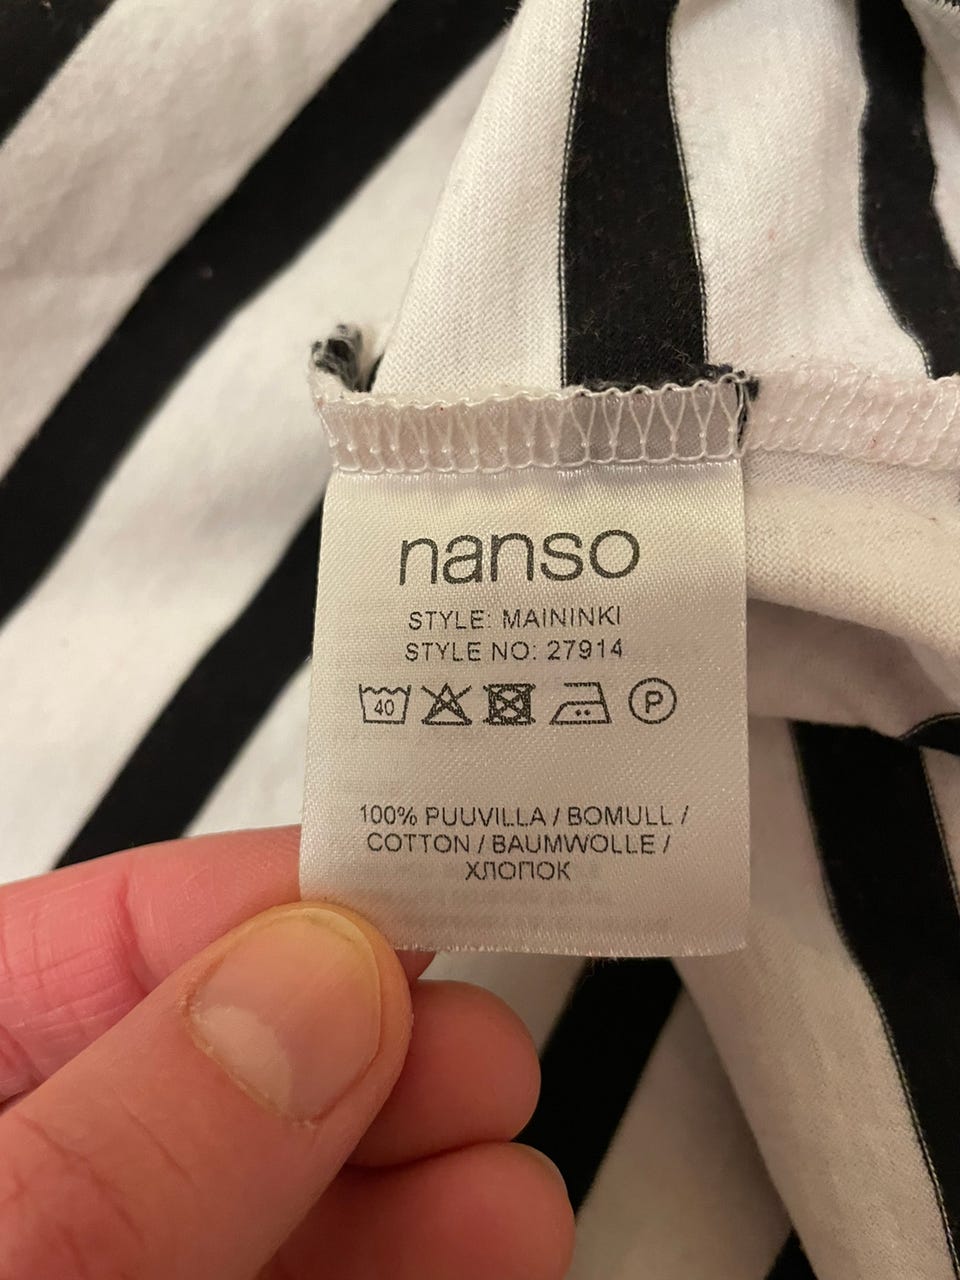 nanso
STYLE: MAININKI
STYLE NO: 27914
40 P
100% PUUVILLA / BOMULL /
COTTON / BAUMWOLLE /
ХЛОПОК